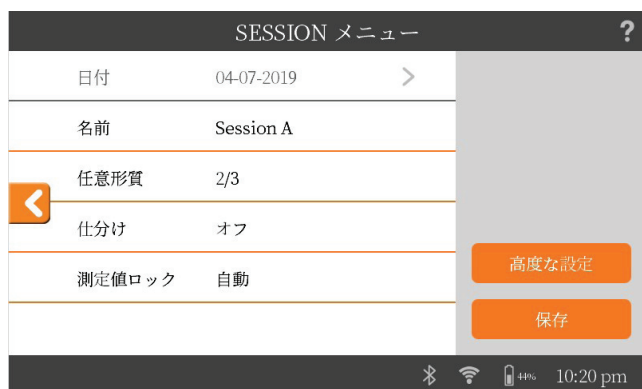 SESSION メニュー ?
日付 04-07-2019
名前 Session A
任意形質 2/3
仕分け オフ
測定値ロック 自動
高度な設定
保存
44% 10:20 pm